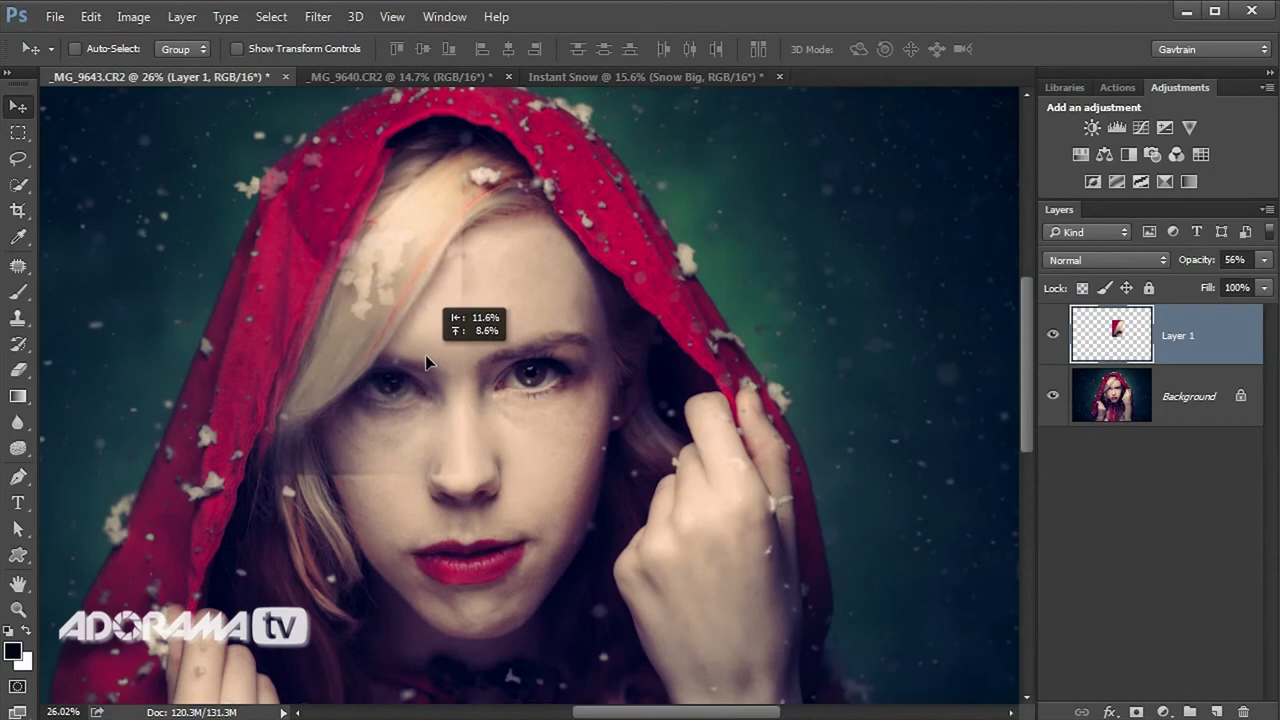 Ps File Edit Image Layer Type Select Filter 3D View Window Help
Auto-Select: Group Show Transform Controls 3D Mode: Gavtrain
_MG_9643.CR2 @ 26% (Layer 1, RGB/16*) * _MG_9640.CR2 @ 14.7% (RGB/16*) * Instant Snow @ 15.6% (Snow Big, RGB/16*) *
Libraries Actions Adjustments
Add an adjustment
Layers
Kind
Normal Opacity: 56%
Lock: Fill: 100%
Layer 1
Background
11.6%
8.6%
T
ADORAMA tv
26.02% Doc: 120.3M/131.3M
fx